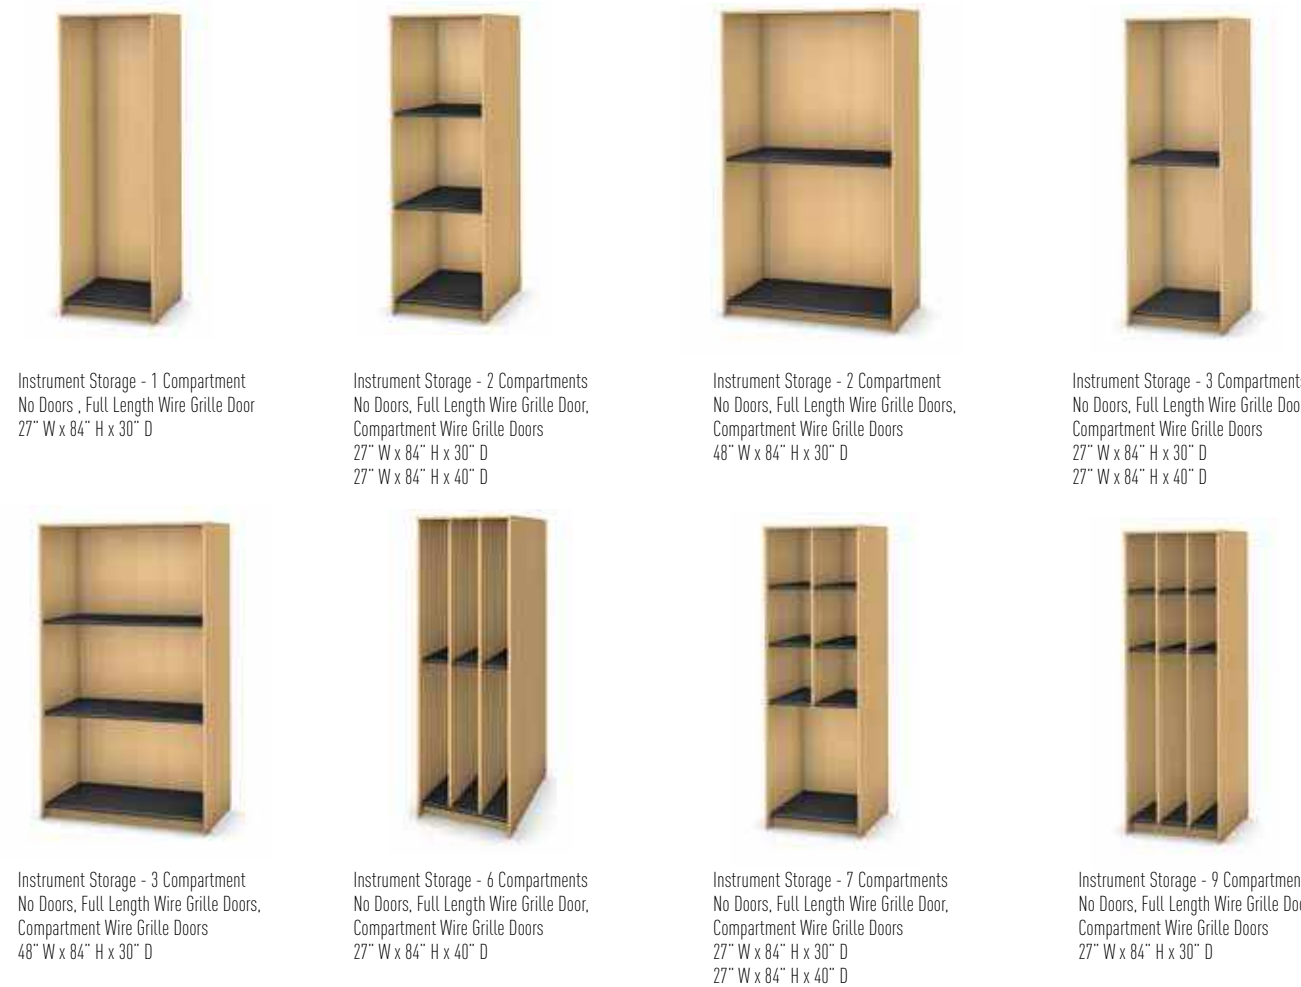 Instrument Storage - 1 Compartment
No Doors , Full Length Wire Grille Door
27" W x 84" H x 30" D
Instrument Storage - 2 Compartments
No Doors, Full Length Wire Grille Door,
Compartment Wire Grille Doors
27" W x 84" H x 30" D
27" W x 84" H x 40" D
Instrument Storage - 2 Compartment
No Doors, Full Length Wire Grille Doors,
Compartment Wire Grille Doors
48" W x 84" H x 30" D
Instrument Storage - 3 Compartment
No Doors, Full Length Wire Grille Doo
Compartment Wire Grille Doors
27" W x 84" H x 30" D
27" W x 84" H x 40" D
Instrument Storage - 3 Compartment
No Doors, Full Length Wire Grille Doors,
Compartment Wire Grille Doors
48" W x 84" H x 30" D
Instrument Storage - 6 Compartments
No Doors, Full Length Wire Grille Door,
Compartment Wire Grille Doors
27" W x 84" H x 40" D
Instrument Storage - 7 Compartments
No Doors, Full Length Wire Grille Door,
Compartment Wire Grille Doors
27" W x 84" H x 30" D
27" W x 84" H x 40" D
Instrument Storage - 9 Compartmen
No Doors, Full Length Wire Grille Do
Compartment Wire Grille Doors
27" W x 84" H x 30" D